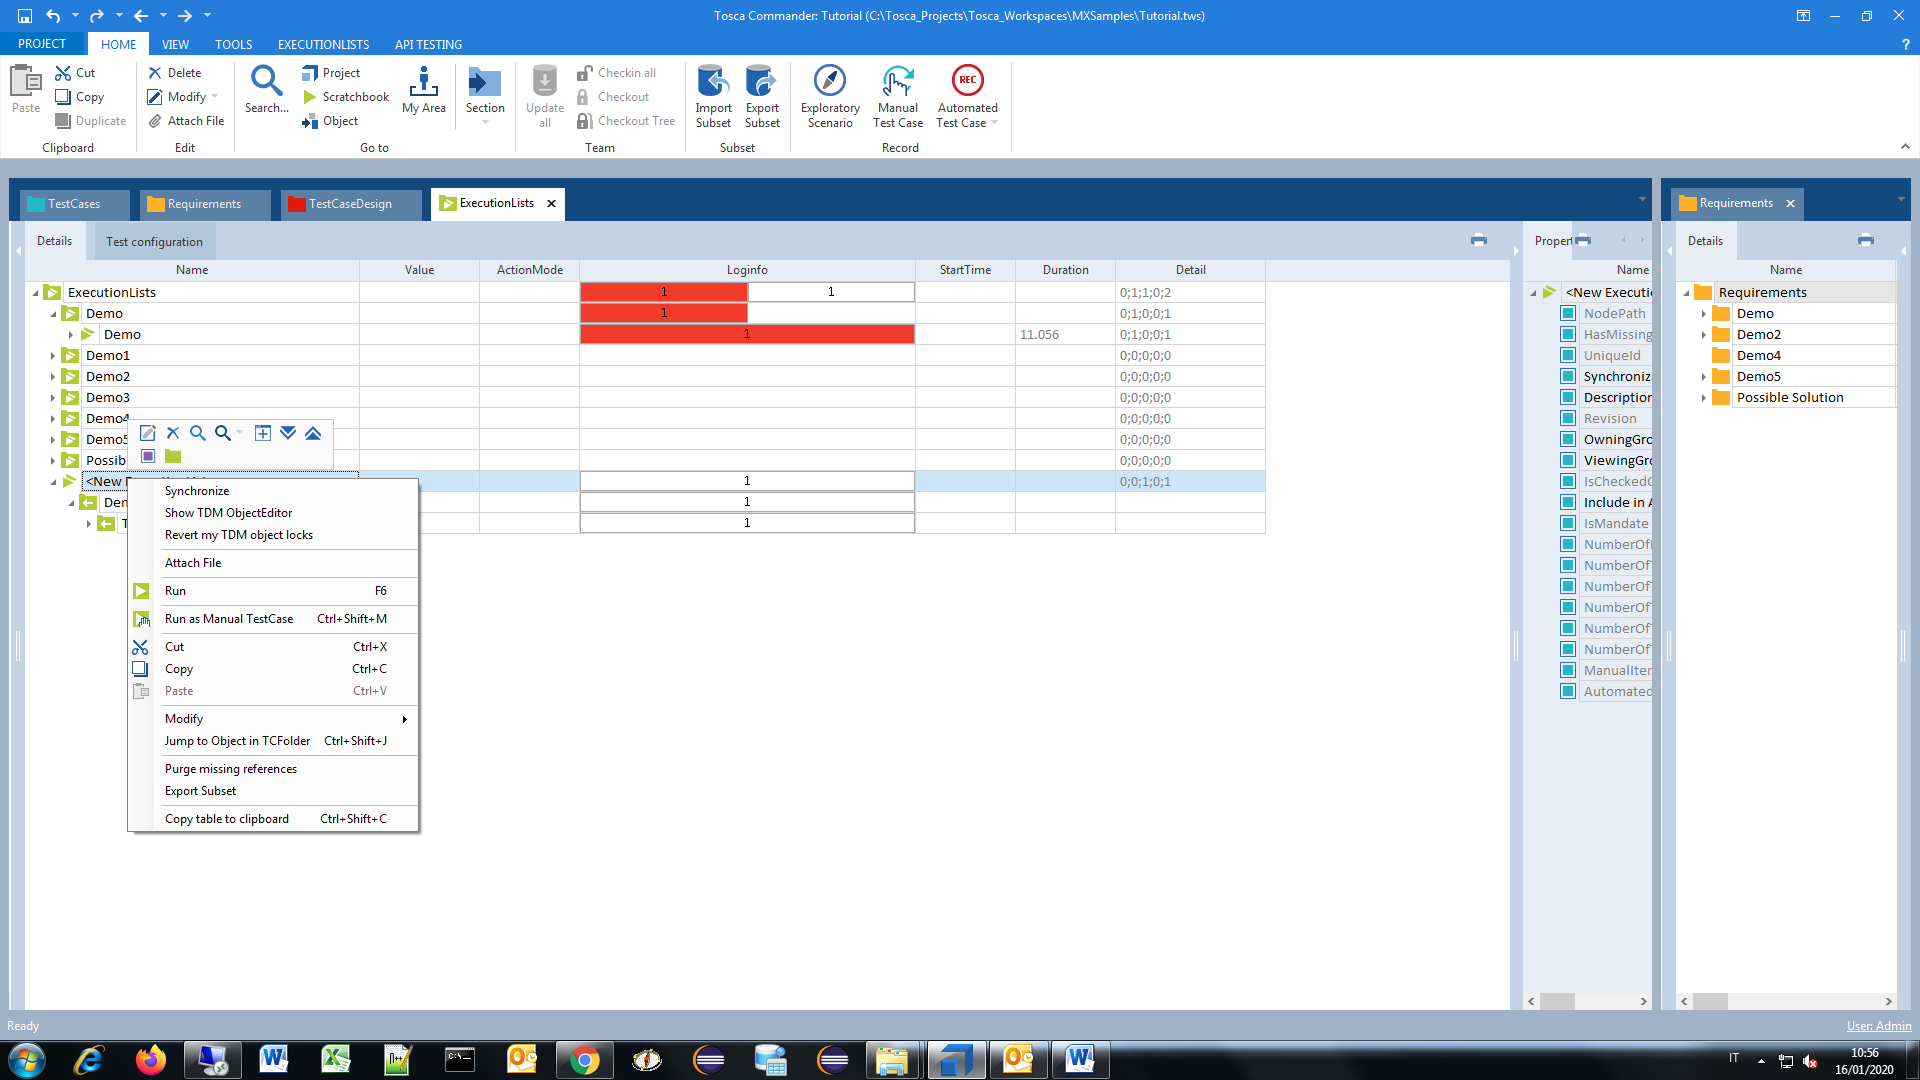 Tosca Commander: Tutorial (C:\Tosca_Projects\Tosca_Workspaces\MXSamples\Tutorial.tws)
PROJECT HOME VIEW TOOLS EXECUTIONLISTS API TESTING ?
Paste
Cut
Copy
Duplicate
Clipboard
Delete
Modify
Attach File
Edit
Search...
Project
Scratchbook
Object
My Area
Go to
Section
Update all
Checkin all
Checkout
Checkout Tree
Team
Import Subset
Export Subset
Subset
Exploratory Scenario
Manual Test Case
REC
Automated Test Case
Record
TestCases Requirements TestCaseDesign ExecutionLists
Details Test configuration
Name Value ActionMode Loginfo StartTime Duration Detail
ExecutionLists 1 1 0;1;1;0;2
Demo 1 0;1;0;0;1
Demo 1 11.056 0;1;0;0;1
Demo1 0;0;0;0;0
Demo2 0;0;0;0;0
Demo3 0;0;0;0;0
Demo4 0;0;0;0;0
Demo5 0;0;0;0;0
Possib 0;0;0;0;0
<New 1 0;0;1;0;1
Den 1
T 1
Synchronize
Show TDM ObjectEditor
Revert my TDM object locks
Attach File
Run F6
Run as Manual TestCase Ctrl+Shift+M
Cut Ctrl+X
Copy Ctrl+C
Paste Ctrl+V
Modify
Jump to Object in TCFolder Ctrl+Shift+J
Purge missing references
Export Subset
Copy table to clipboard Ctrl+Shift+C
Propert
Name
<New Executi
NodePath
HasMissing
UniqueId
Synchroniz
Description
Revision
OwningGro
ViewingGro
IsCheckedO
Include in A
IsMandate
NumberOf
NumberOf
NumberOf
NumberOf
NumberOf
NumberOf
ManualIter
Automated
Requirements
Details
Name
Requirements
Demo
Demo2
Demo4
Demo5
Possible Solution
Ready
User: Admin
IT
10:56
16/01/2020